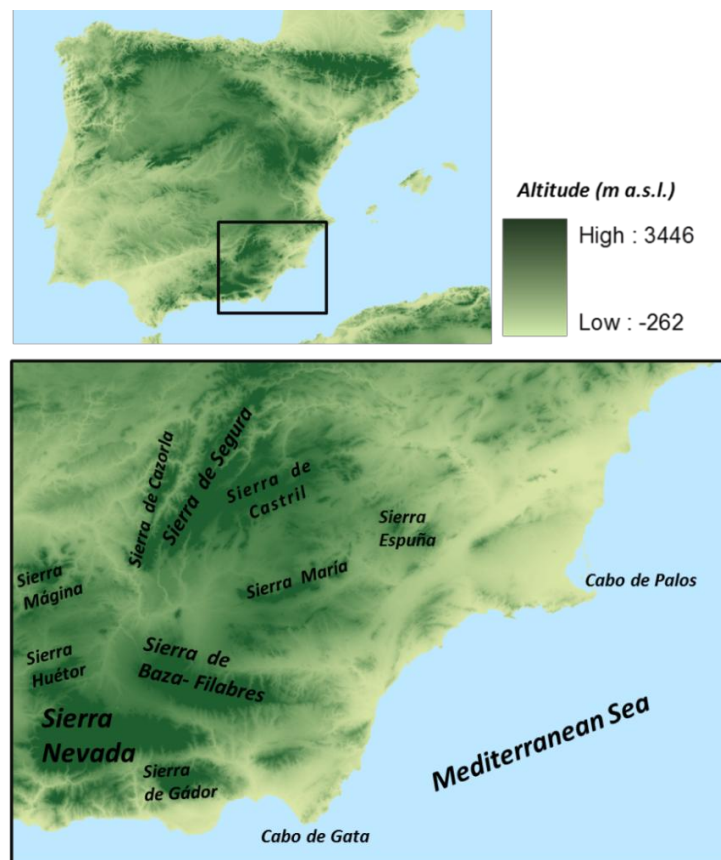 Altitude (m a.s.l.)
High : 3446
Low : -262
Sierra de Cazorla
Sierra de Segura
Sierra de
Castril
Sierra
Espuña
Sierra María
Sierra
Mágina
Cabo de Palos
Sierra
Huétor
Sierra de
Baza- Filabres
Sierra
Nevada
Mediterranean Sea
Sierra
de Gádor
Cabo de Gata